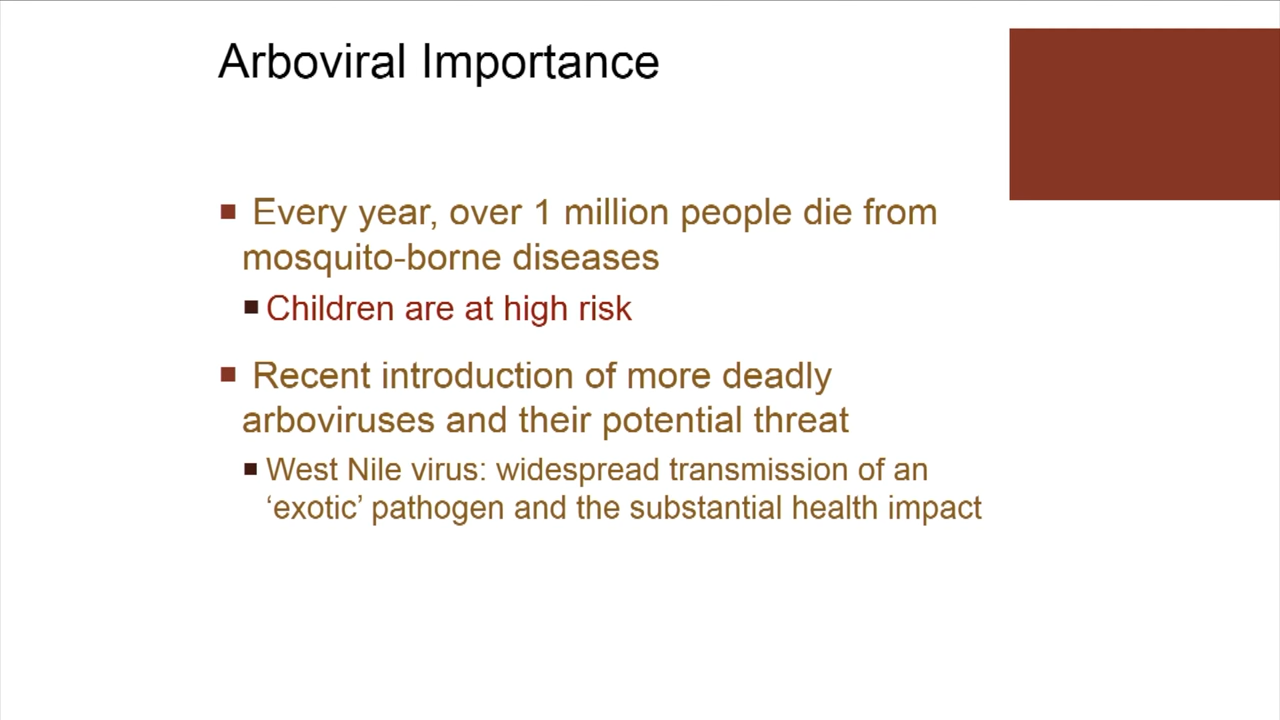 Arboviral Importance
Every year, over 1 million people die from
mosquito-borne diseases
Children are at high risk
Recent introduction of more deadly
arboviruses and their potential threat
West Nile virus: widespread transmission of an
‘exotic’ pathogen and the substantial health impact